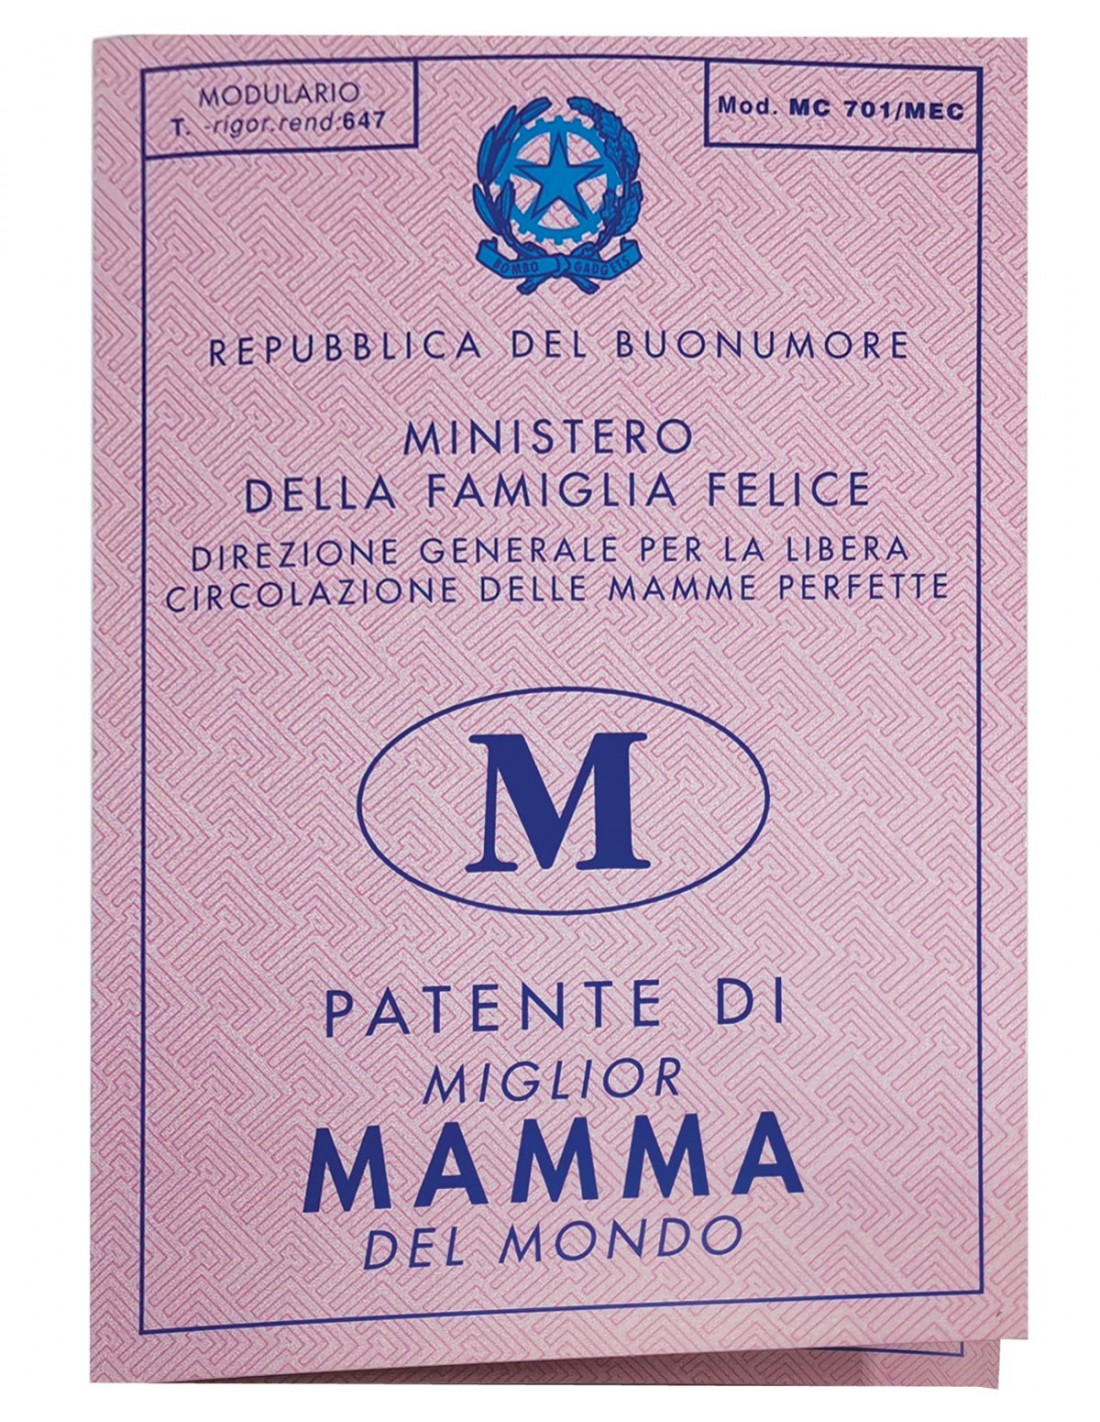 MODULARIO
T. -rigor.rend:647
Mod. MC 701/MEC
BOMBO GADGETS
REPUBBLICA DEL BUONUMORE
MINISTERO
DELLA FAMIGLIA FELICE
DIREZIONE GENERALE PER LA LIBERA
CIRCOLAZIONE DELLE MAMME PERFETTE
M
PATENTE DI
MIGLIOR
MAMMA
DEL MONDO